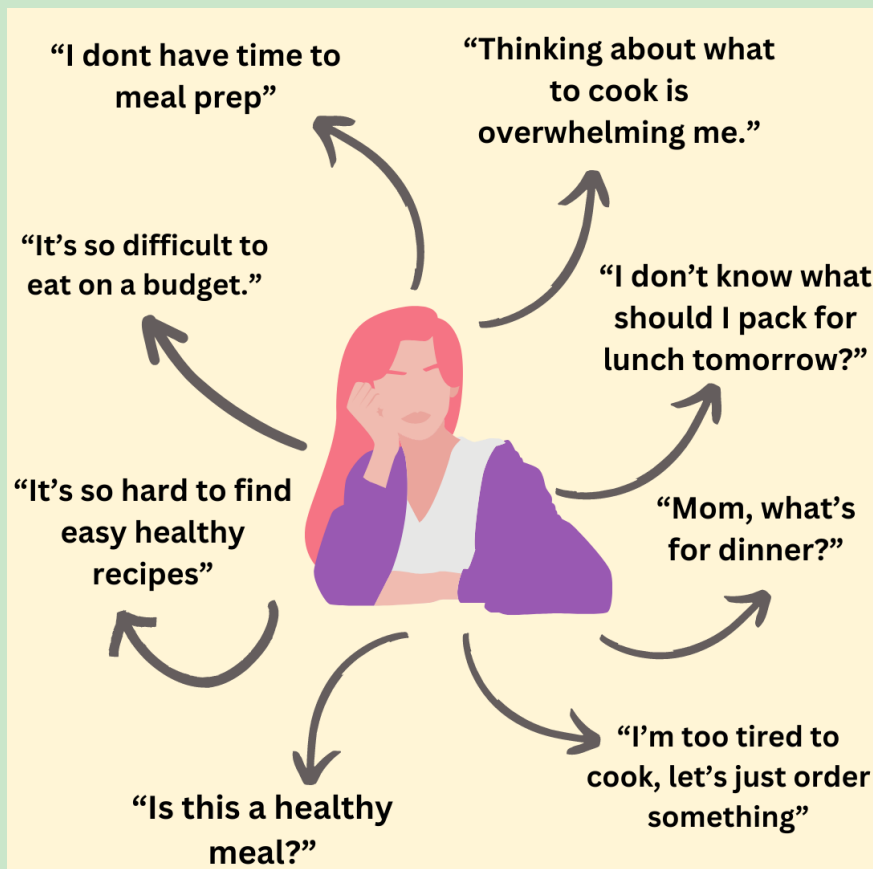 “I dont have time to
meal prep”
“Thinking about what
to cook is
overwhelming me.”
“It’s so difficult to
eat on a budget.”
“I don’t know what
should I pack for
lunch tomorrow?”
“It’s so hard to find
easy healthy
recipes”
“Mom, what’s
for dinner?”
“I’m too tired to
cook, let’s just order
something”
“Is this a healthy
meal?”